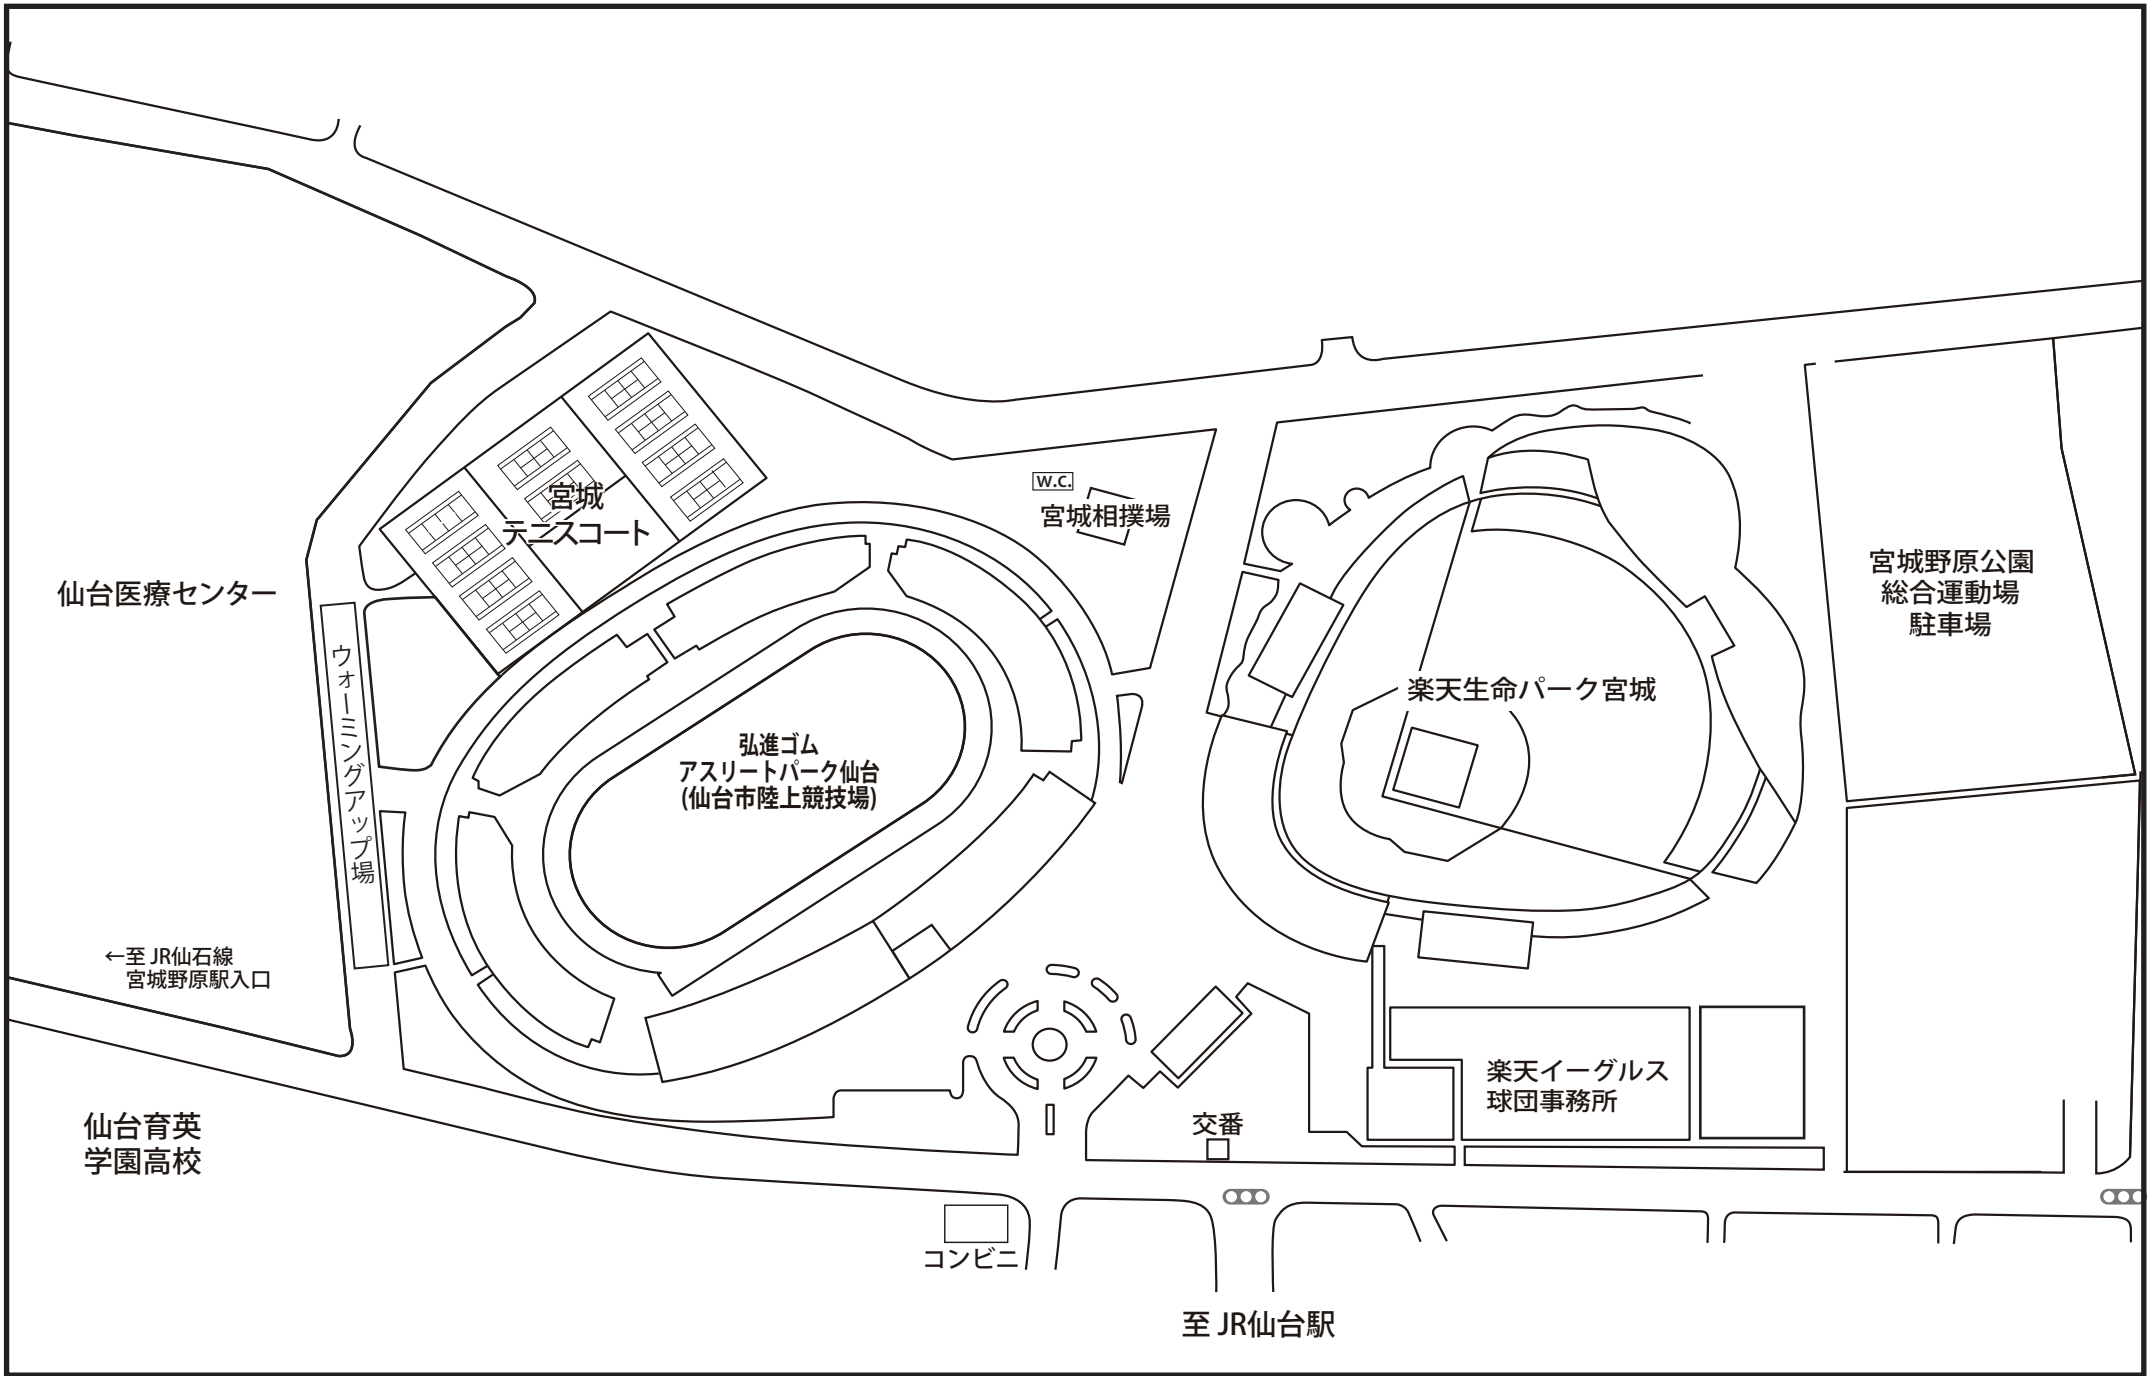 W.C.
宮城
テニスコート
宮城相撲場
宮城野原公園
総合運動場
駐車場
仙台医療センター
ウォーミングアップ場
楽天生命パーク宮城
弘進ゴム
アスリートパーク仙台
(仙台市陸上競技場)
←至 JR仙石線
宮城野原駅入口
楽天イーグルス
球団事務所
仙台育英
学園高校
交番
コンビニ
至 JR仙台駅